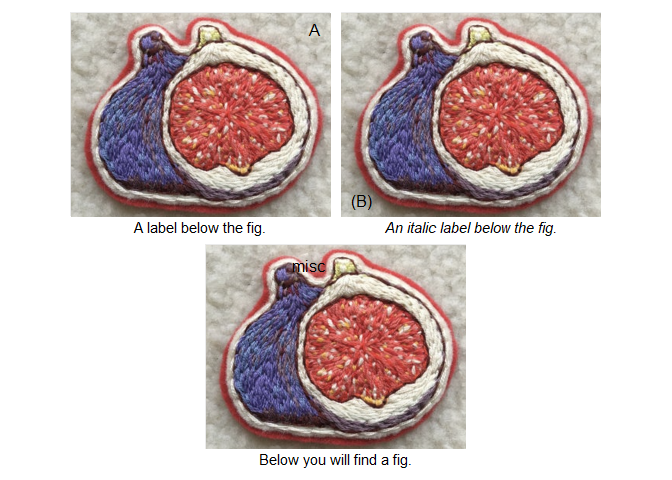 A
(B)
A label below the fig.
An italic label below the fig.
misc
Below you will find a fig.